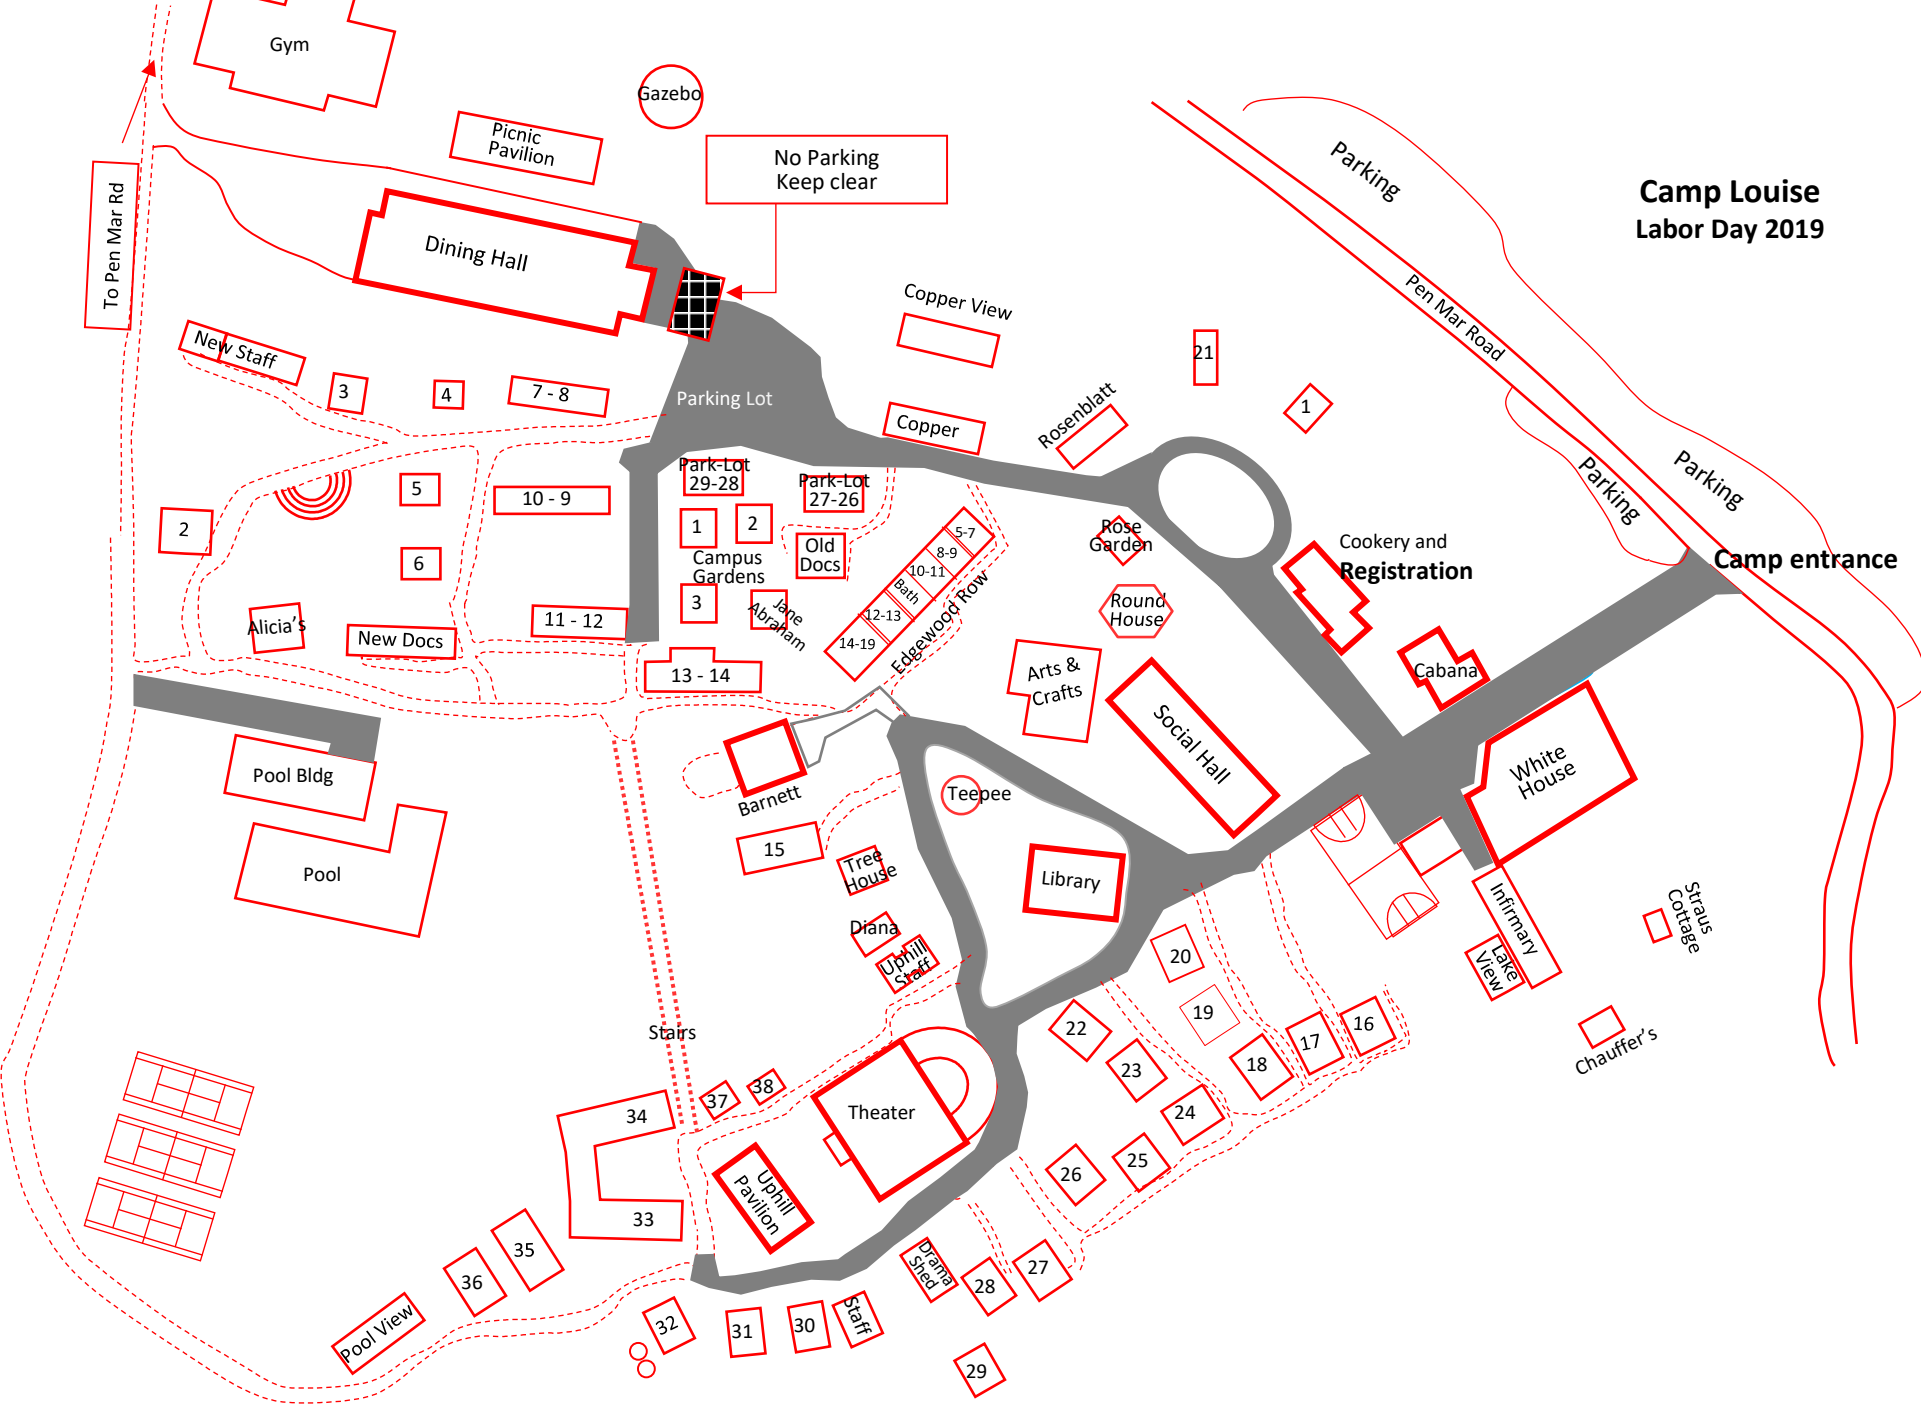 Gym
Gazebo
Picnic
Pavilion
No Parking
Keep clear
Parking
Camp Louise
Labor Day 2019
To Pen Mar Rd
Dining Hall
Copper View
Pen Mar Road
New Staff
3
4
7 - 8
Parking Lot
Copper
Rosenblatt
21
1
Parking
Parking
Park-Lot
29-28
Park-Lot
27-26
5
10 - 9
2
1
2
Old
Docs
Campus
Gardens
6
3
Jane
Abraham
5-7
8-9
10-11
Bath
12-13
14-19
Edgewood Row
Rose
Garden
Round
House
Cookery and
Registration
Camp entrance
Alicia's
New Docs
11 - 12
13 - 14
Arts &
Crafts
Social Hall
Cabana
White
House
Pool Bldg
Pool
Barnett
Teepee
15
Tree
House
Library
Diana
Uphill
Staff
Infirmary
Lake
View
Straus
Cottage
Chauffer's
20
19
22
23
18
17
16
Stairs
24
25
26
Theater
37
38
34
33
Uphill
Pavilion
35
36
Pool View
32
31
30
Staff
Drama
Shed
28
27
29